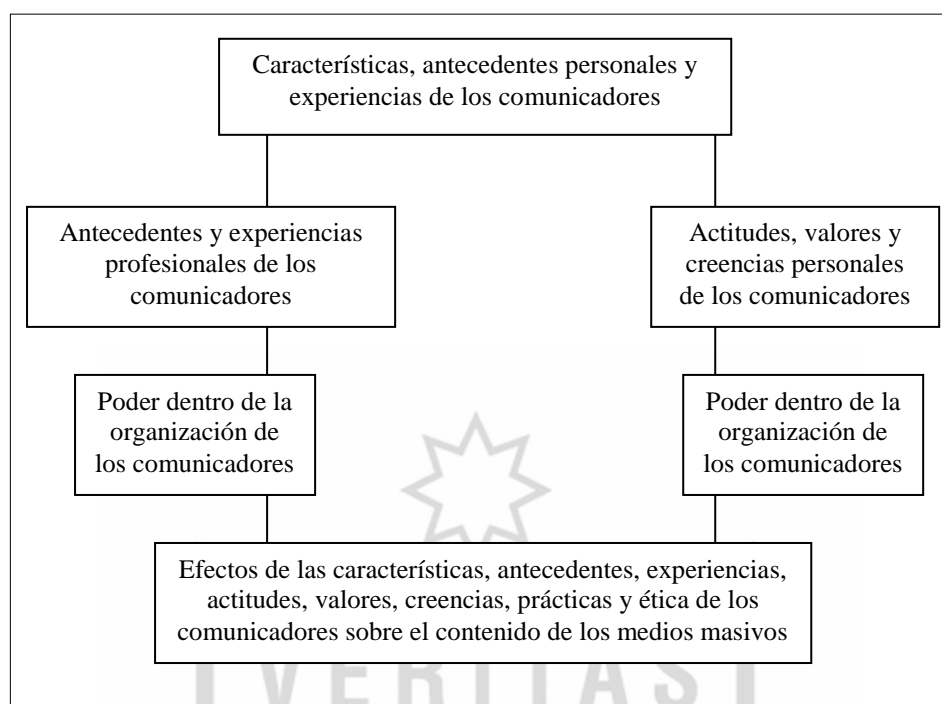 Características, antecedentes personales y
experiencias de los comunicadores
Antecedentes y experiencias
profesionales de los
comunicadores
Actitudes, valores y
creencias personales
de los comunicadores
Poder dentro de la
organización de
los comunicadores
Poder dentro de la
organización de
los comunicadores
Efectos de las características, antecedentes, experiencias,
actitudes, valores, creencias, prácticas y ética de los
comunicadores sobre el contenido de los medios masivos
VERITAS